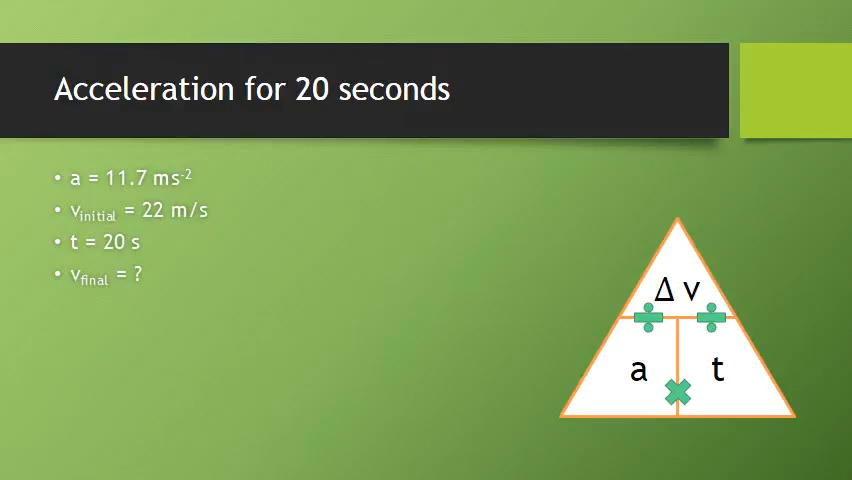 Acceleration for 20 seconds
• a = 11.7 ms⁻²
• vinitial = 22 m/s
• t = 20 s
• vfinal = ?
Δ v
÷ ÷
a t
×